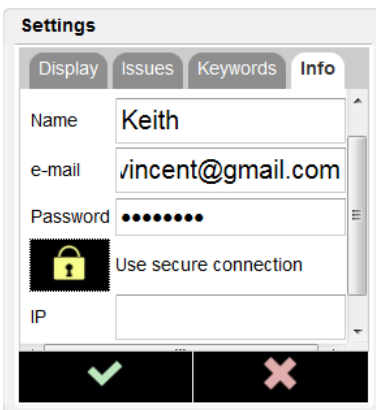 Settings
Display Issues Keywords Info
Name Keith
e-mail vincent@gmail.com
Password ••••••••
Use secure connection
IP